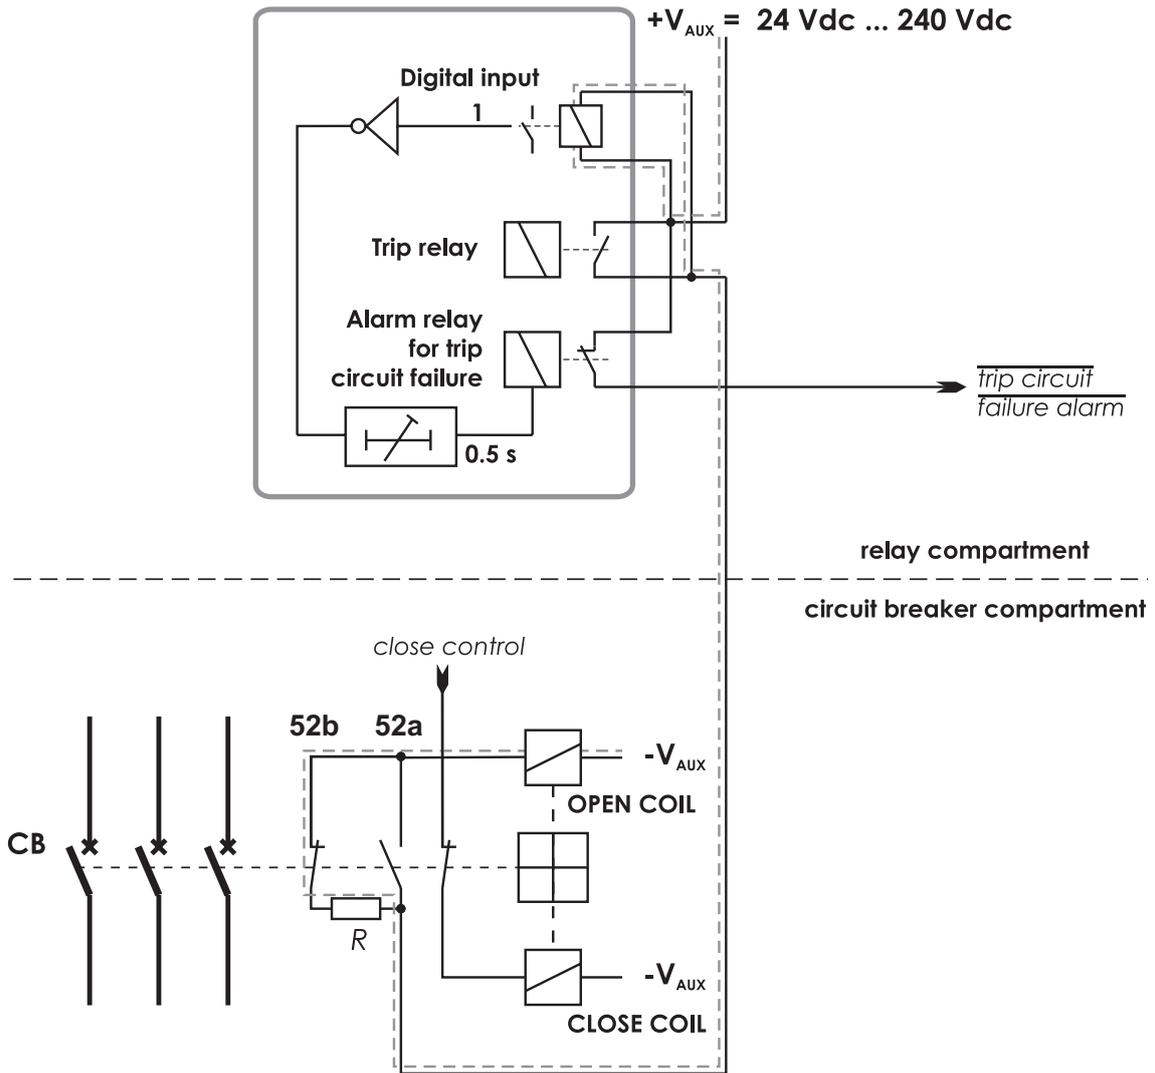 +VAUX = 24 Vdc ... 240 Vdc
Digital input
1
Trip relay
Alarm relay
for trip
circuit failure
trip circuit
failure alarm
0.5 s
relay compartment
circuit breaker compartment
close control
52b 52a
-VAUX
OPEN COIL
CB
R
-VAUX
CLOSE COIL